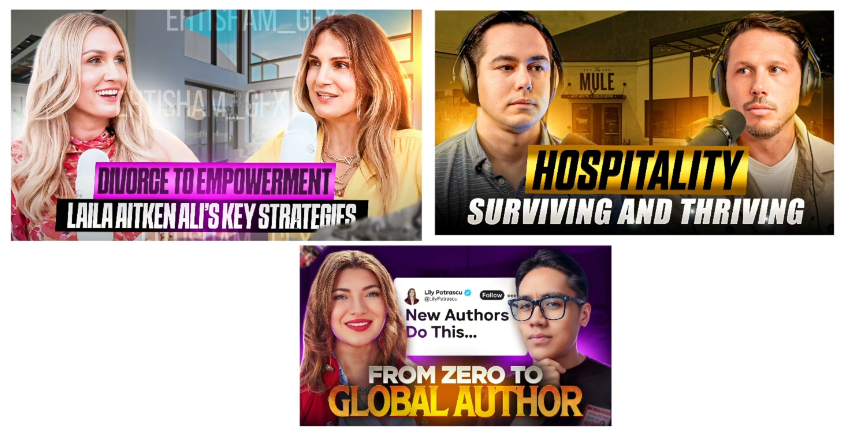 EHTISHAM_GFX
EHTISHAM_GFX
DIVORCE TO EMPOWERMENT
LAILA AITKEN ALI'S KEY STRATEGIES
MULE
HOSPITALITY
SURVIVING AND THRIVING
Lily Patrascu
@LilyPatrascu
Follow
New Authors
Do This...
FROM ZERO TO
GLOBAL AUTHOR